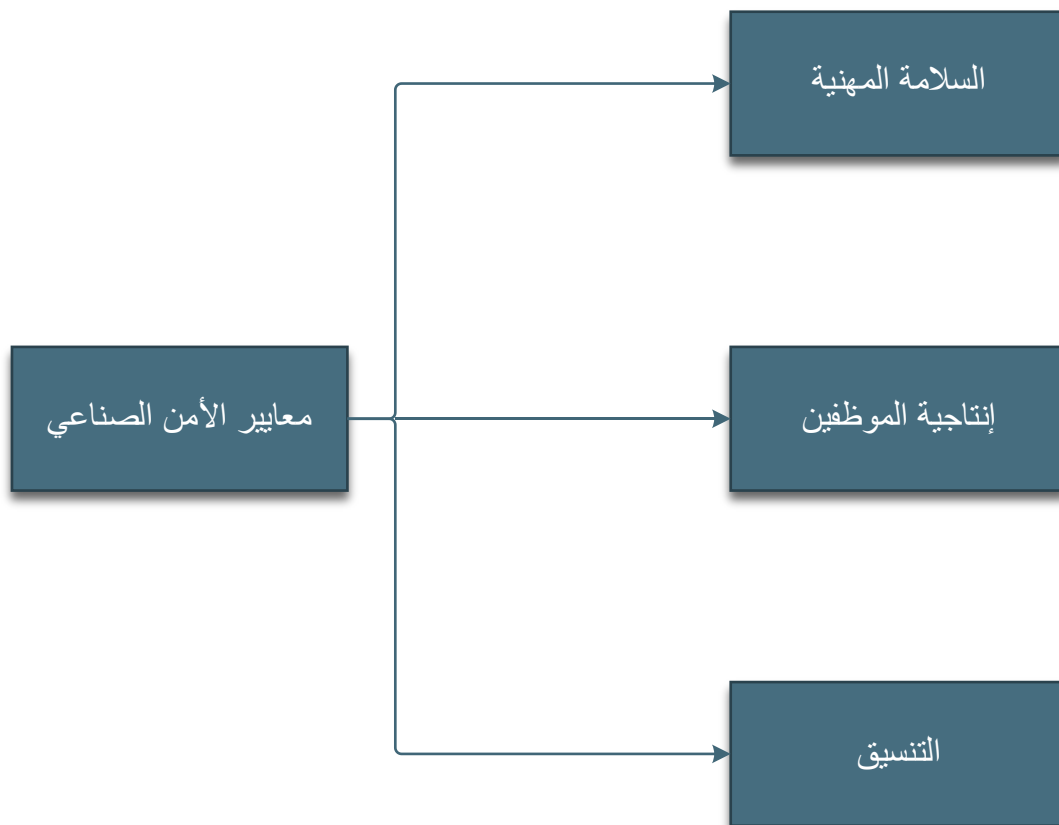 السلامة المهنية
معايير الأمن الصناعي
إنتاجية الموظفين
التنسيق